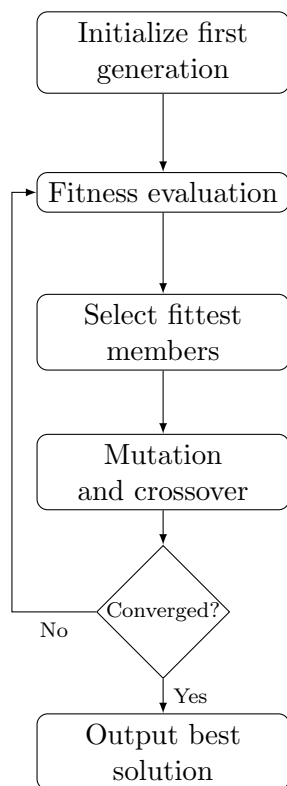 Initialize first
generation
Fitness evaluation
Select fittest
members
Mutation
and crossover
Converged?
No
Yes
Output best
solution